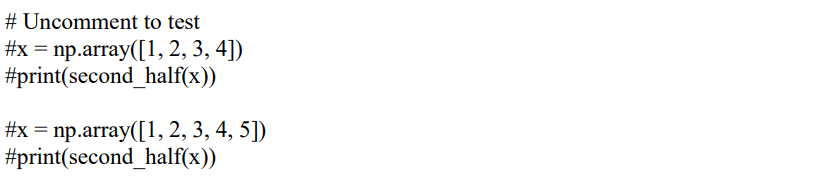 # Uncomment to test
#x = np.array([1, 2, 3, 4])
#print(second_half(x))
#x = np.array([1, 2, 3, 4, 5])
#print(second_half(x))